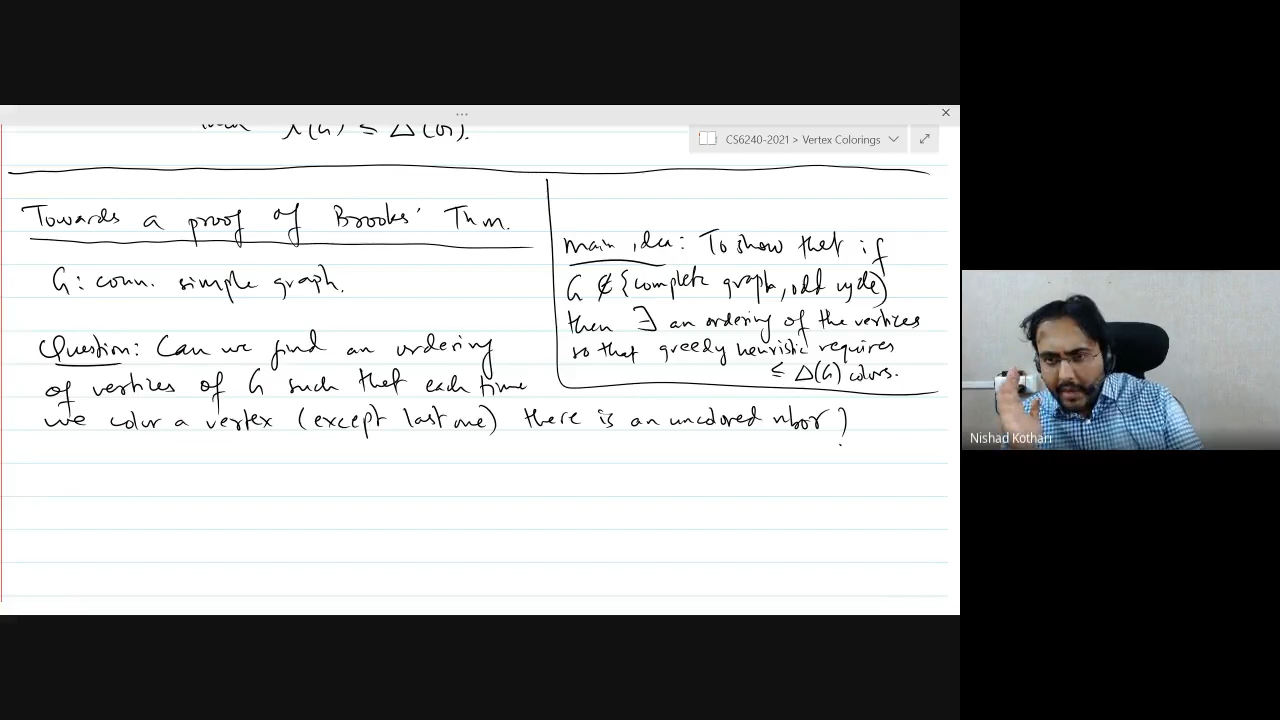 χ(G) ≤ Δ(G).
CS6240-2021 > Vertex Colorings
Towards a proof of Brooks' Thm.
G: conn. simple graph.
Question: Can we find an ordering
of vertices of G such that each time
we color a vertex (except last one) there is an uncolored nbor ?
main idea: To show that if
G ∉ {complete graph, odd cycle}
then ∃ an ordering of the vertices
so that greedy heuristic requires
≤ Δ(G) colors.
Nishad Kothari